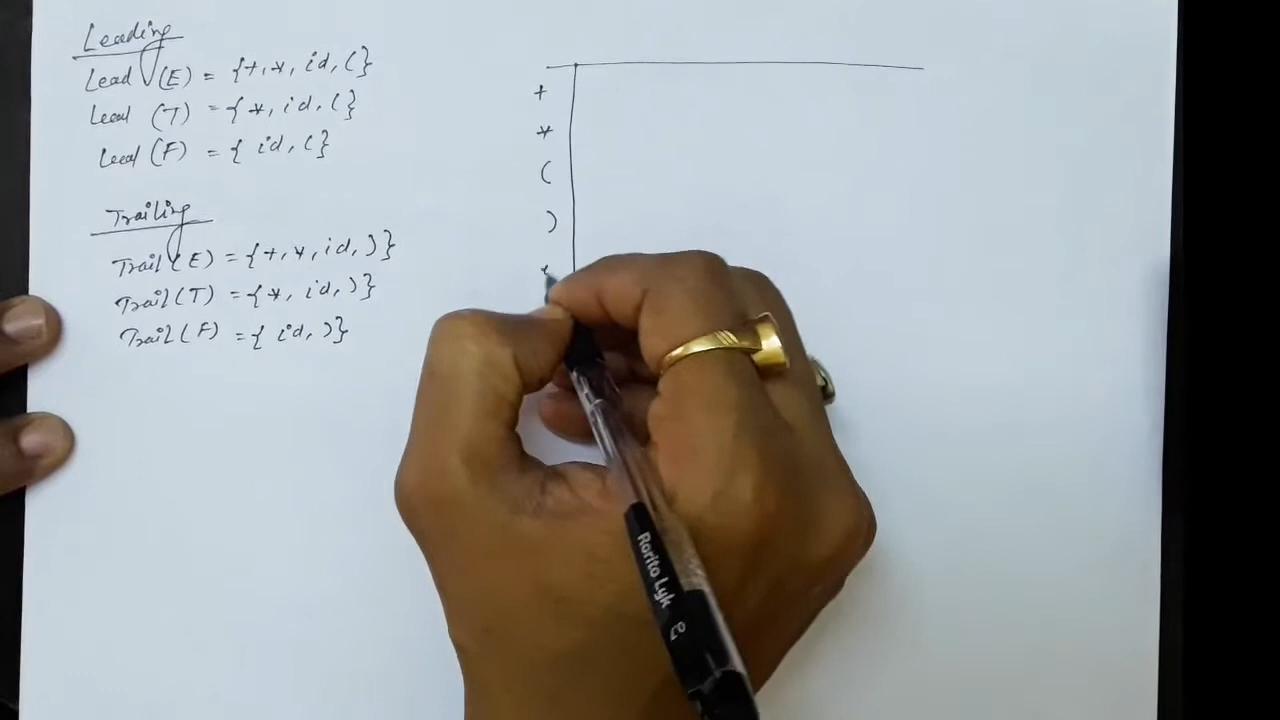 Leading
Lead (E) = {+, *, id, (}
Lead (T) = {*, id, (}
Lead (F) = { id, (}
Trailing
Trail (E) = {+, *, id, )}
Trail (T) = {*, id, )}
Trail (F) = { id, )}
+
*
(
)
Rorito Lyk